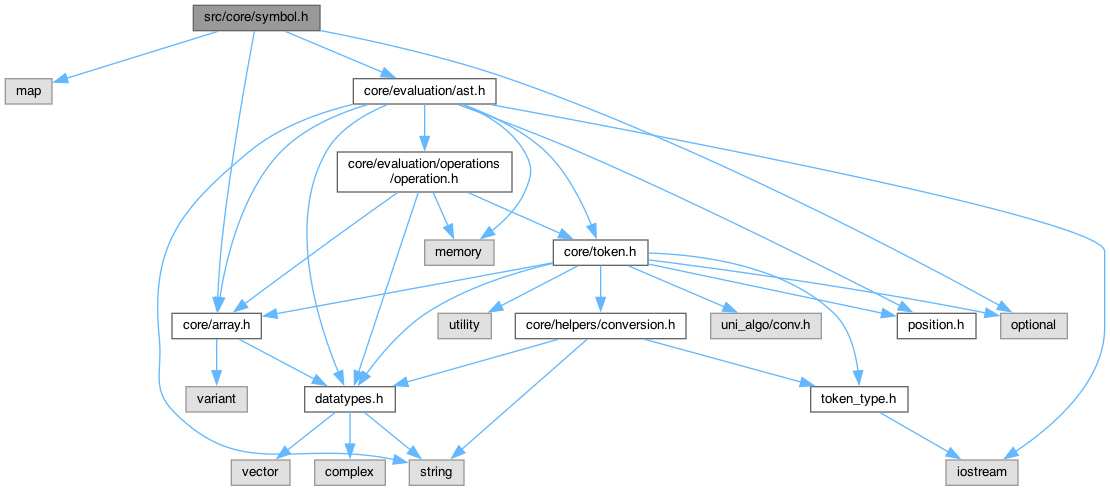 src/core/symbol.h
map
core/evaluation/ast.h
core/evaluation/operations
/operation.h
memory
core/token.h
core/array.h
utility
core/helpers/conversion.h
uni_algo/conv.h
position.h
optional
variant
datatypes.h
token_type.h
vector
complex
string
iostream